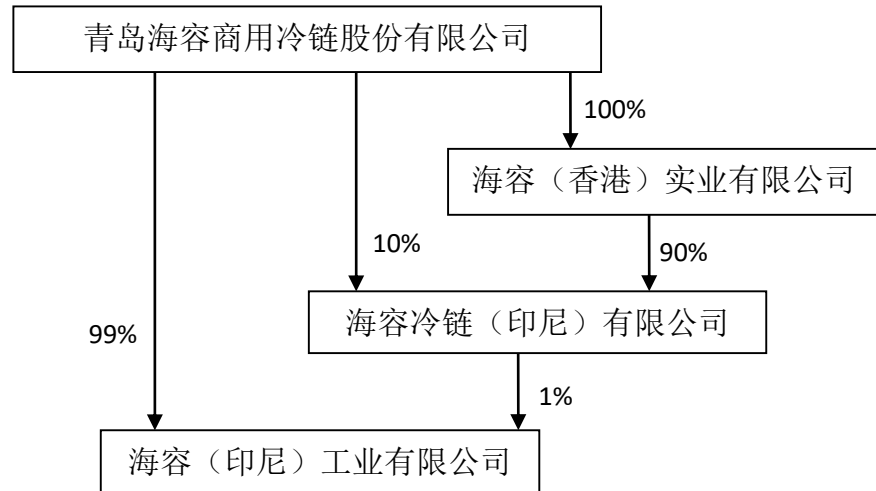 青岛海容商用冷链股份有限公司
100%
海容（香港）实业有限公司
10%
90%
海容冷链（印尼）有限公司
99%
1%
海容（印尼）工业有限公司